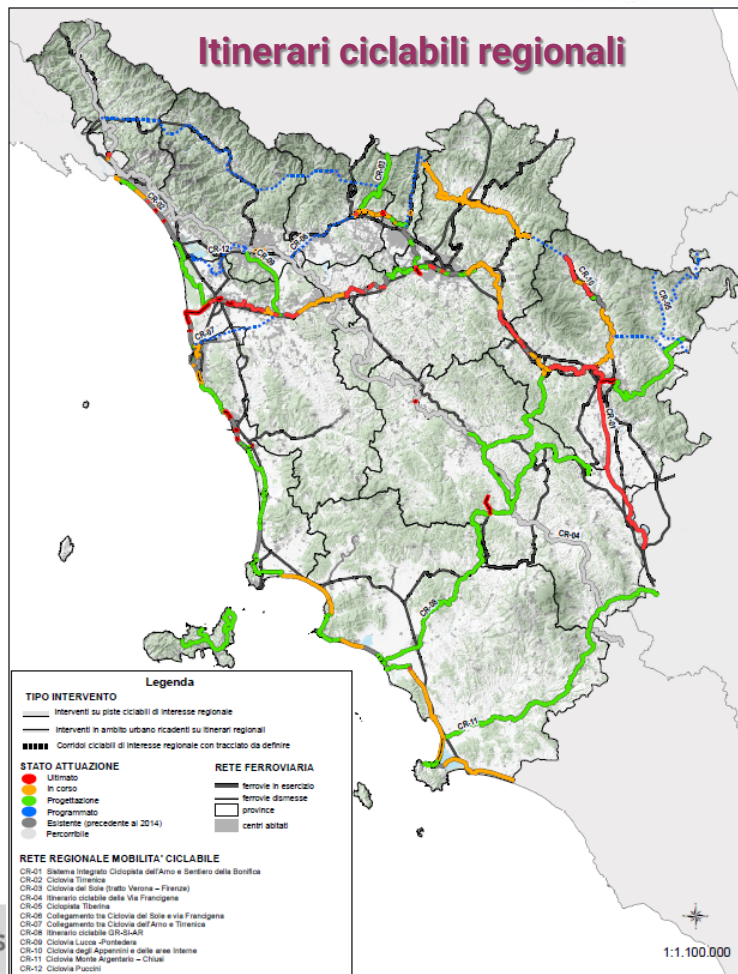 Itinerari ciclabili regionali
CR-03
CR-02
CR-12
CR-09
CR-06
CR-10
CR-05
CR-07
CR-01
CR-04
CR-08
CR-11
Legenda
TIPO INTERVENTO
Interventi su piste ciclabili di interesse regionale
Interventi in ambito urbano ricadenti su itinerari regionali
Corridoi ciclabili di interesse regionale con tracciato da definire
STATO ATTUAZIONE
Ultimato
In corso
Progettazione
Programmato
Esistente (precedente al 2014)
Percorribile
RETE FERROVIARIA
ferrovie in esercizio
ferrovie dismesse
province
centri abitati
RETE REGIONALE MOBILITA' CICLABILE
CR-01 Sistema Integrato Ciclopista dell'Arno e Sentiero della Bonifica
CR-02 Ciclovia Tirrenica
CR-03 Ciclovia del Sole (tratto Verona – Firenze)
CR-04 Itinerario ciclabile della Via Francigena
CR-05 Ciclopista Tiberina
CR-06 Collegamento tra Ciclovia del Sole e via Francigena
CR-07 Collegamento tra Ciclovia dell'Arno e Tirrenica
CR-08 Itinerario ciclabile GR-SI-AR
CR-09 Ciclovia Lucca -Pontedera
CR-10 Ciclovia degli Appennini e delle aree Interne
CR-11 Ciclovia Monte Argentario – Chiusi
CR-12 Ciclovia Puccini
1:1.100.000